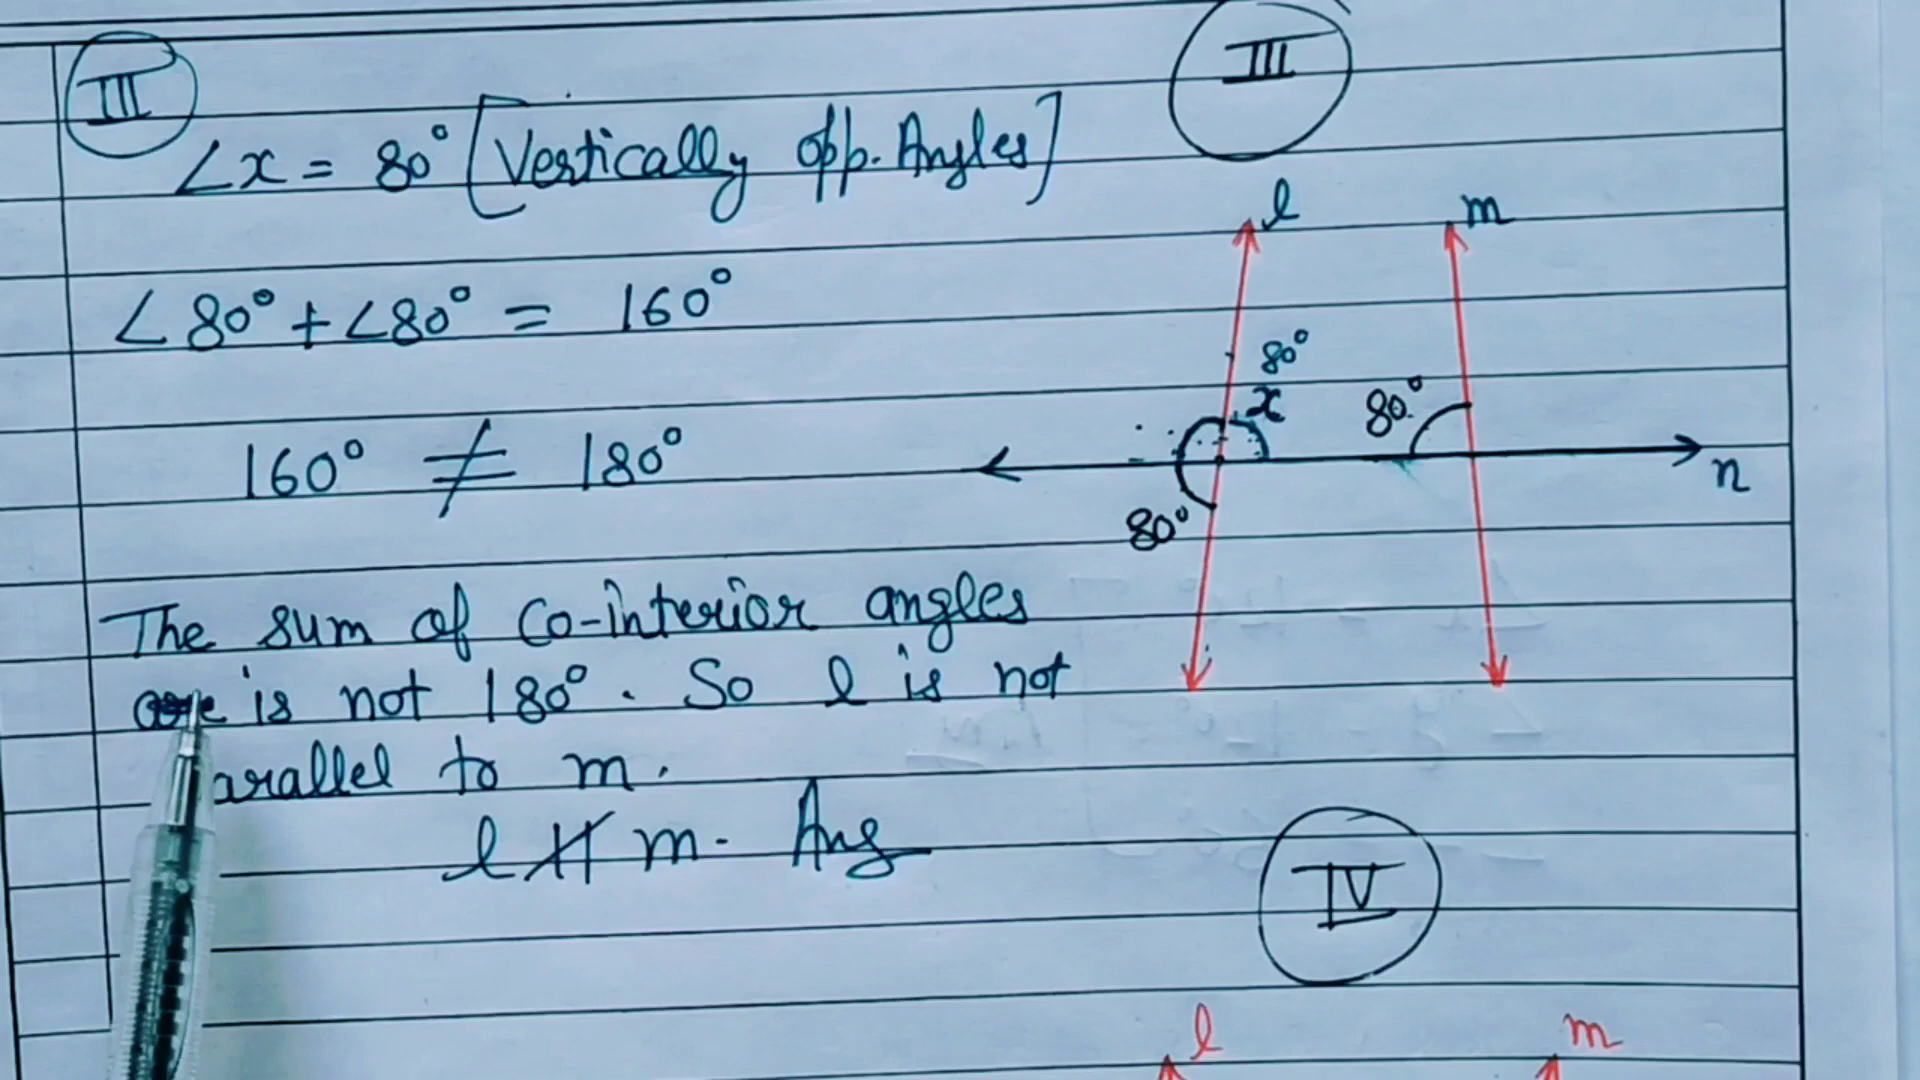 III
∠x = 80° [Vertically opp. Angles]
∠80° + ∠80° = 160°
160° ≠ 180°
The sum of Co-interior angles
is not 180°. So l is not
arallel to m.
l ∦ m. Ans
III
l m
80°
x 80°
n
80°
IV
l m